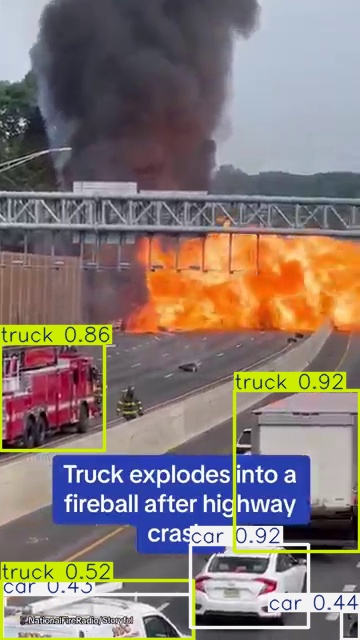 truck 0.86
truck 0.92
Truck explodes into a
fireball after highway
crash
car 0.92
truck 0.52
car 0.43
car 0.44
NationalFireRadio/Storyful